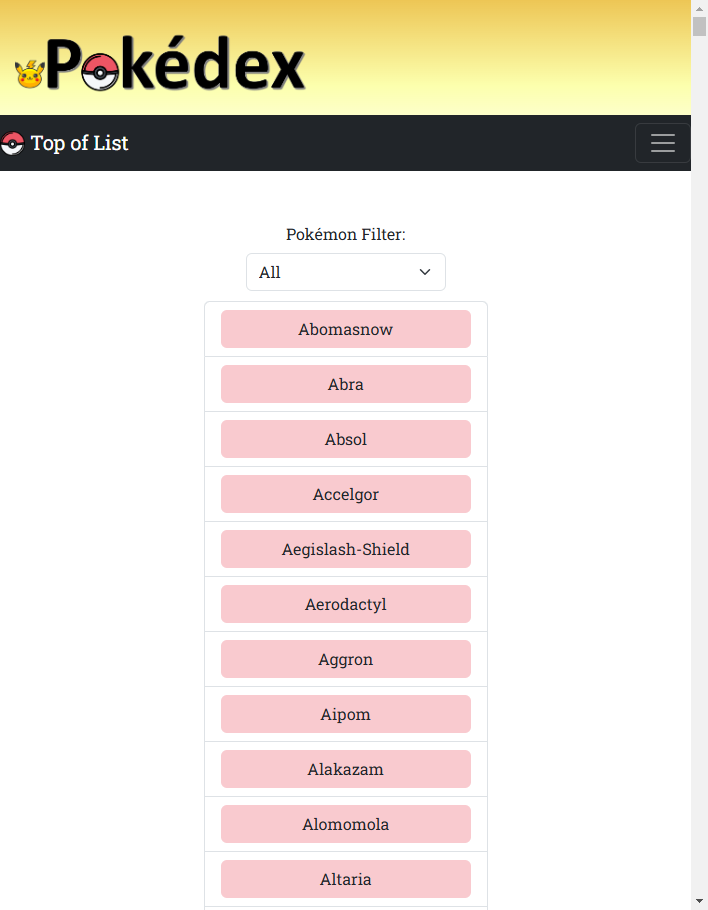 Pokédex
Top of List
Pokémon Filter:
All
Abomasnow
Abra
Absol
Accelgor
Aegislash-Shield
Aerodactyl
Aggron
Aipom
Alakazam
Alomomola
Altaria